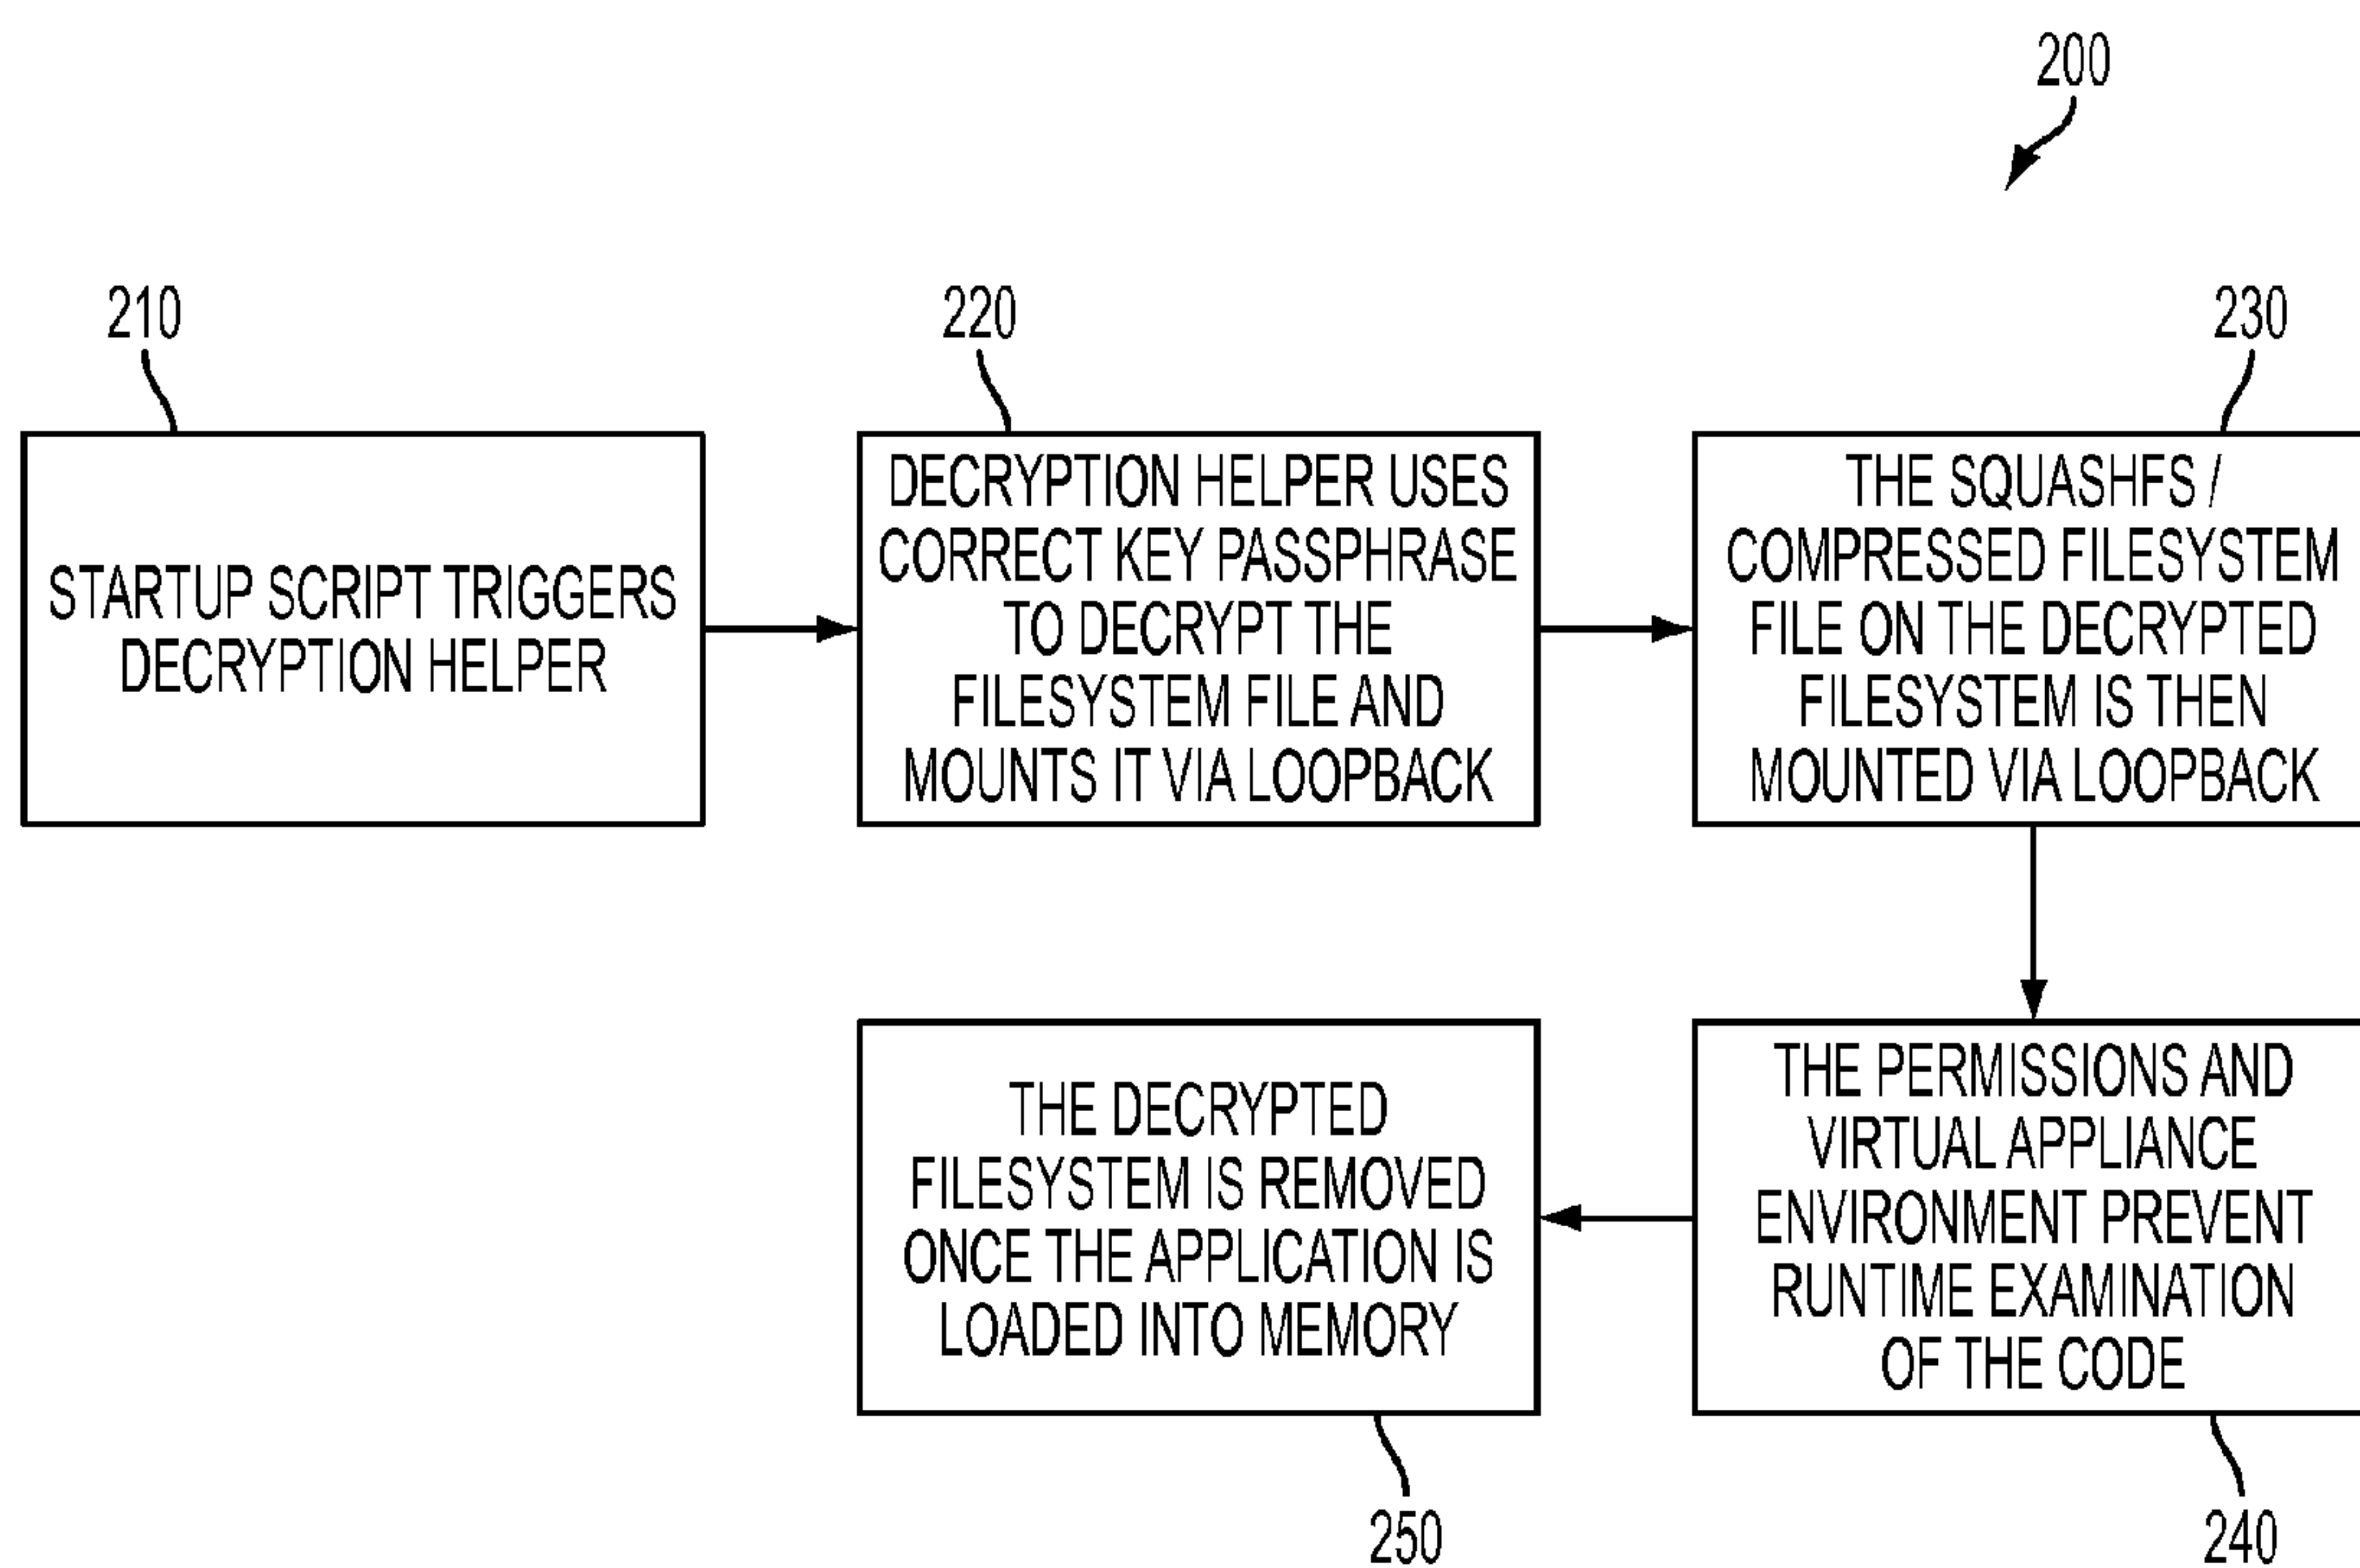 200
210
STARTUP SCRIPT TRIGGERS
DECRYPTION HELPER
220
DECRYPTION HELPER USES
CORRECT KEY PASSPHRASE
TO DECRYPT THE
FILESYSTEM FILE AND
MOUNTS IT VIA LOOPBACK
230
THE SQUASHFS /
COMPRESSED FILESYSTEM
FILE ON THE DECRYPTED
FILESYSTEM IS THEN
MOUNTED VIA LOOPBACK
THE PERMISSIONS AND
VIRTUAL APPLIANCE
ENVIRONMENT PREVENT
RUNTIME EXAMINATION
OF THE CODE
240
THE DECRYPTED
FILESYSTEM IS REMOVED
ONCE THE APPLICATION IS
LOADED INTO MEMORY
250